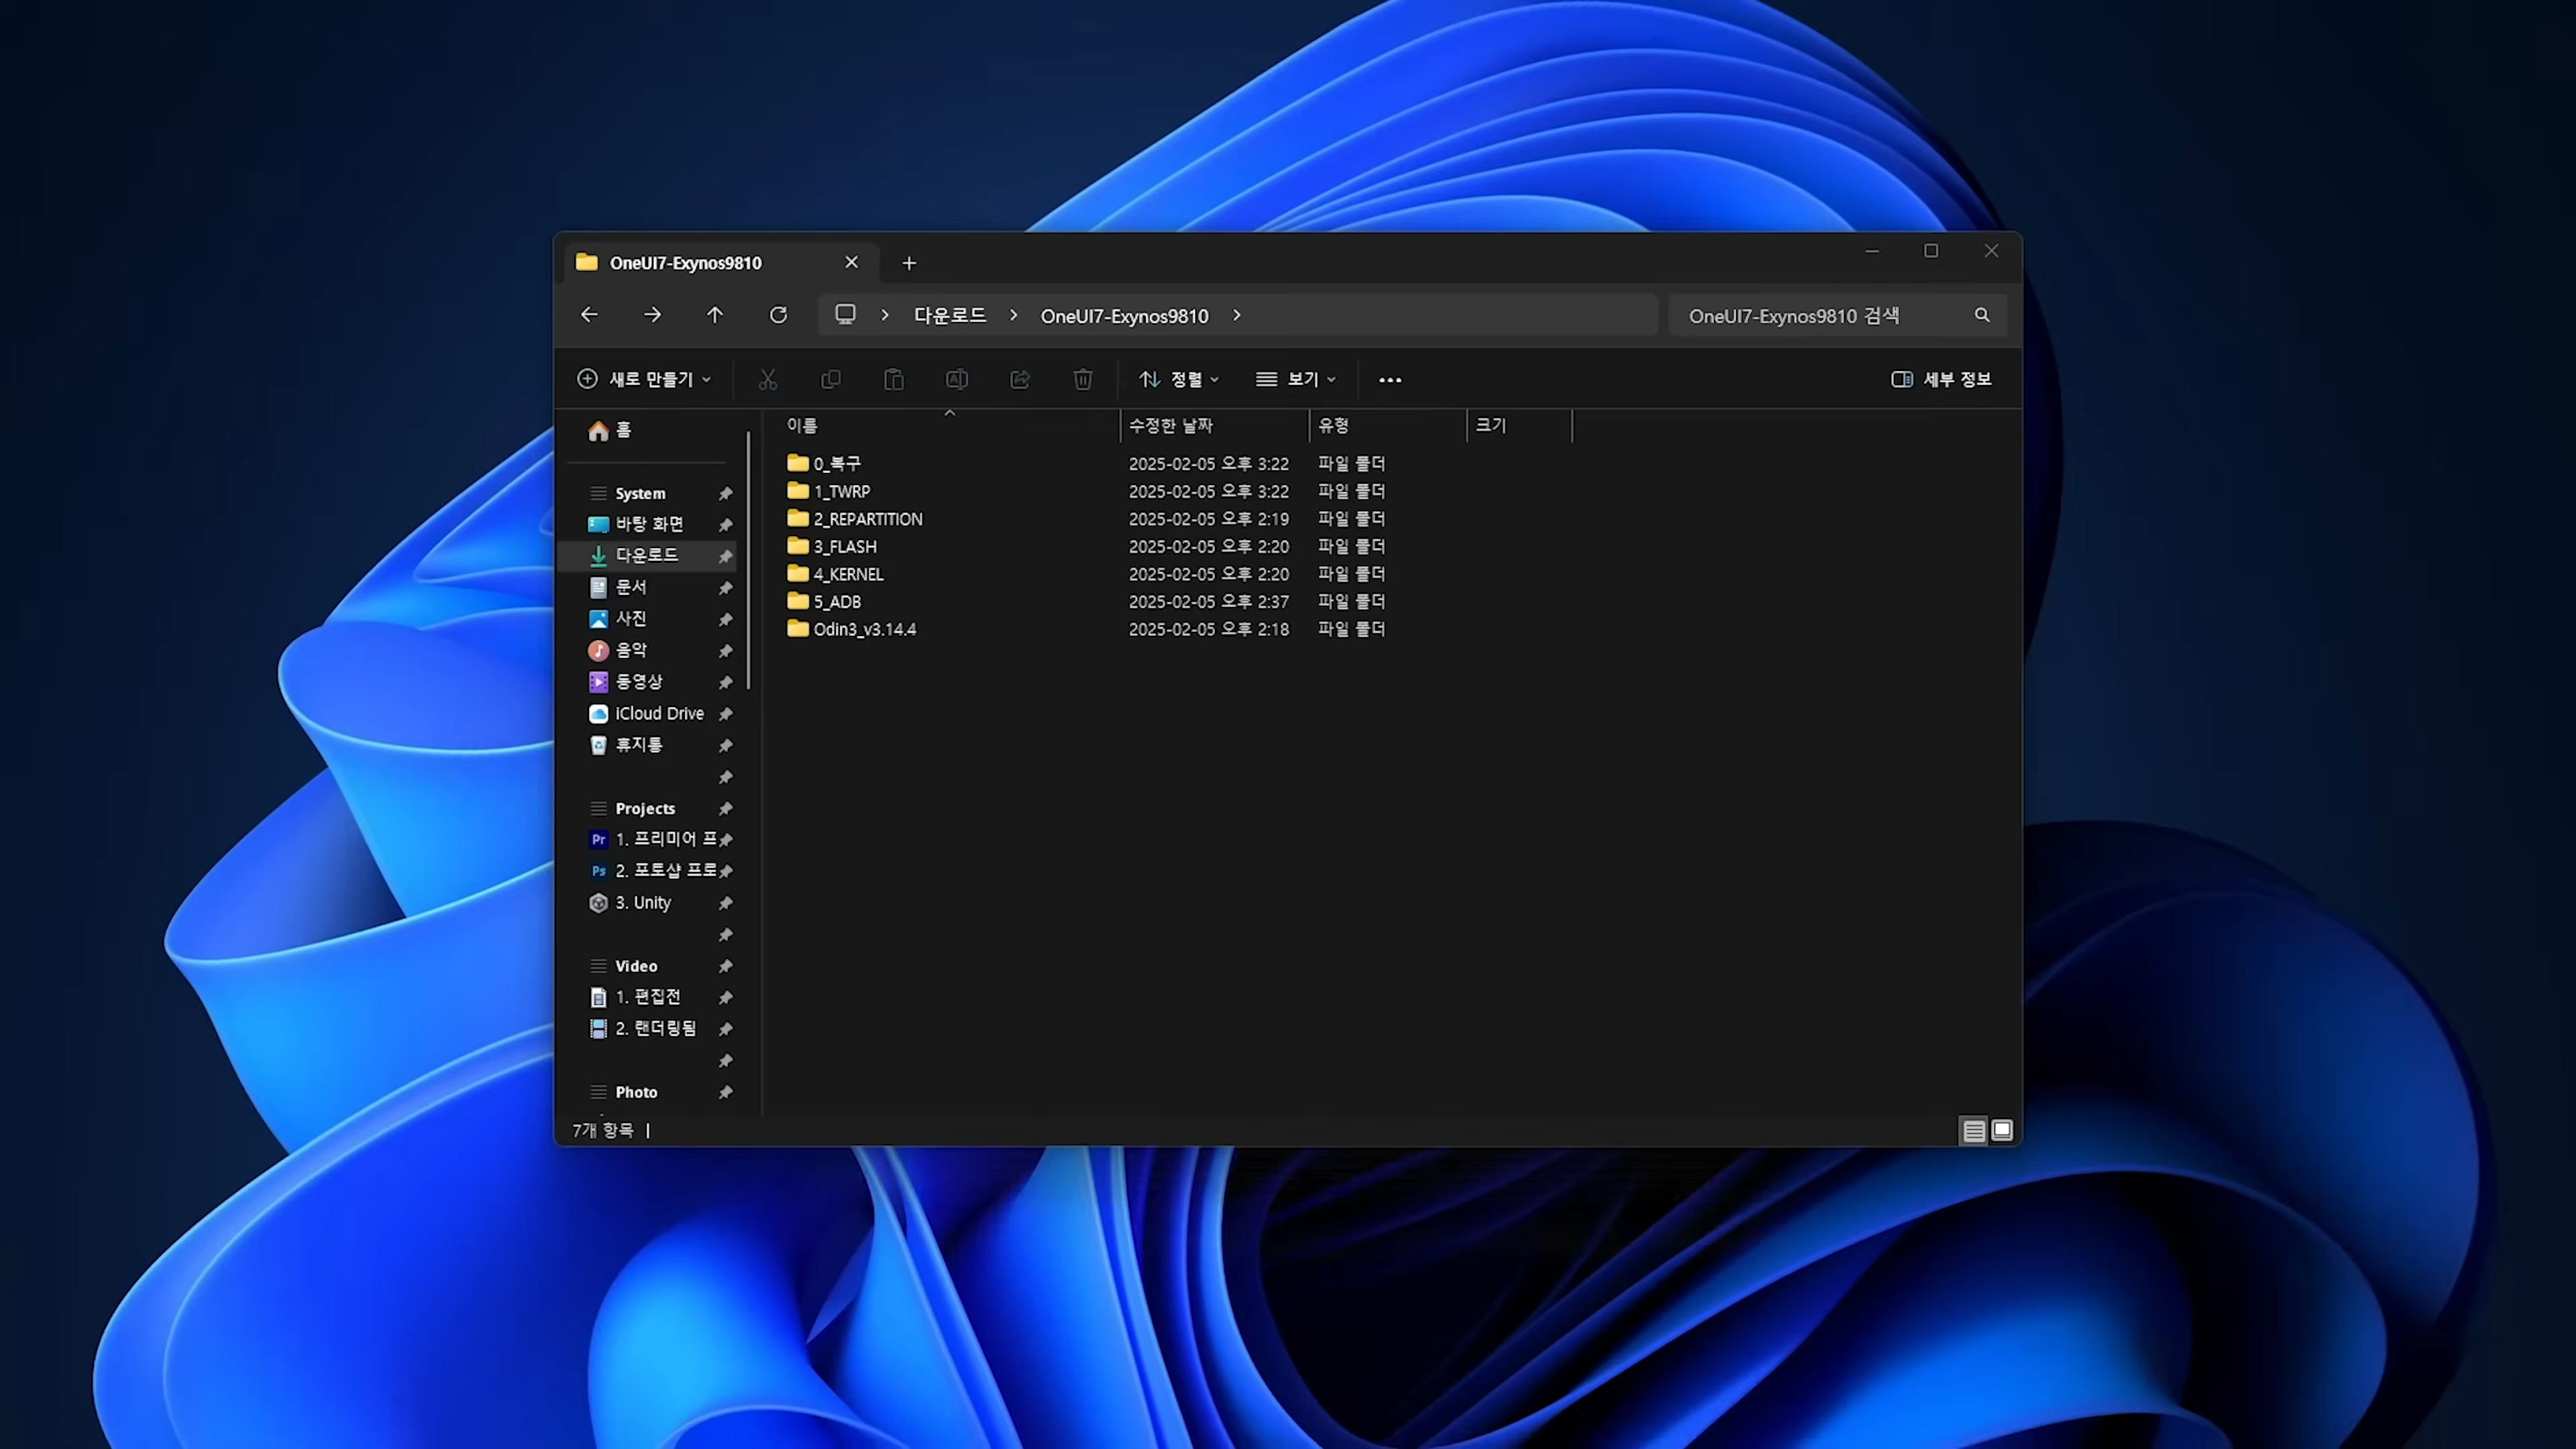 OneUI7-Exynos9810
다운로드 > OneUI7-Exynos9810 >
OneUI7-Exynos9810 검색
새로 만들기
정렬
보기
세부 정보
홈
System
바탕 화면
다운로드
문서
사진
음악
동영상
iCloud Drive
휴지통
Projects
Pr 1. 프리미어 프
Ps 2. 포토샵 프로
3. Unity
Video
1. 편집전
2. 랜더링됨
Photo
이름 수정한 날짜 유형 크기
0_복구 2025-02-05 오후 3:22 파일 폴더
1_TWRP 2025-02-05 오후 3:22 파일 폴더
2_REPARTITION 2025-02-05 오후 2:19 파일 폴더
3_FLASH 2025-02-05 오후 2:20 파일 폴더
4_KERNEL 2025-02-05 오후 2:20 파일 폴더
5_ADB 2025-02-05 오후 2:37 파일 폴더
Odin3_v3.14.4 2025-02-05 오후 2:18 파일 폴더
7개 항목